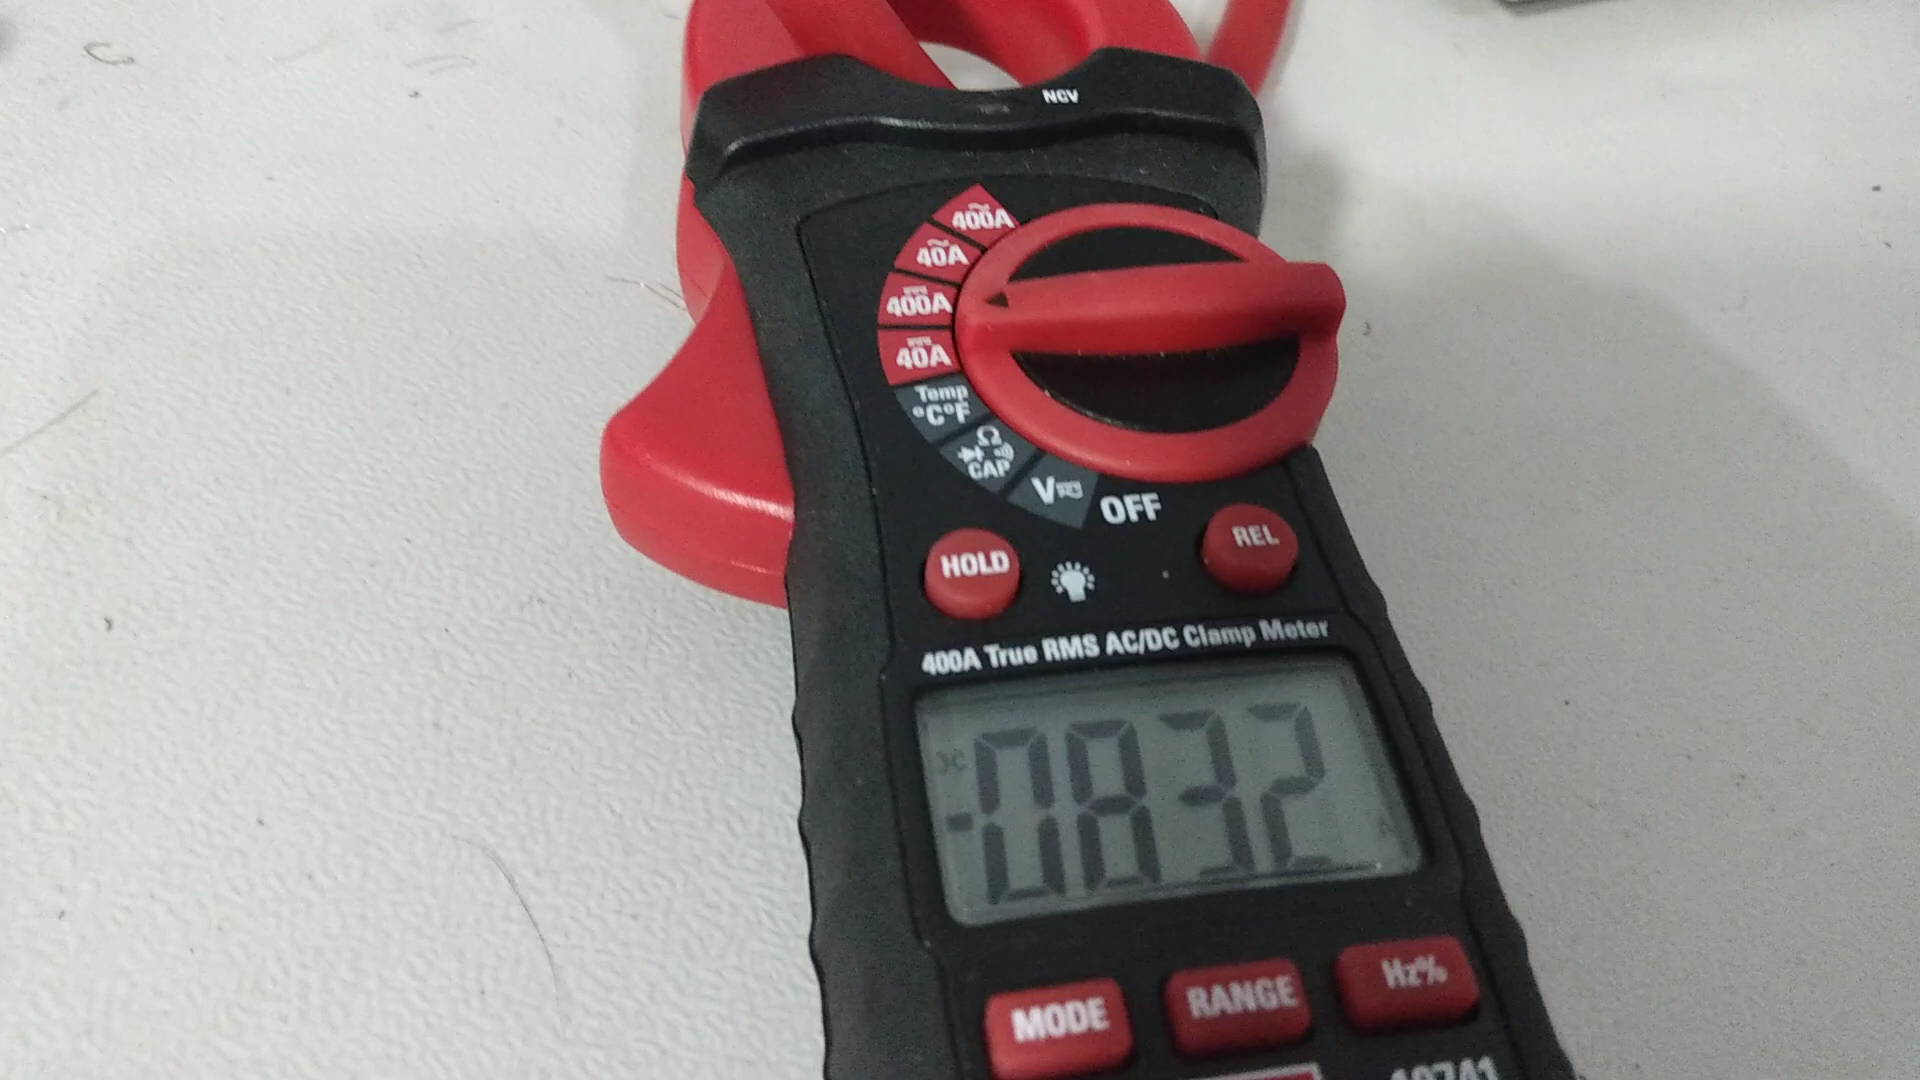 NCV
400A
40A
400A
40A
Temp
°C°F
Ω
CAP
V
OFF
HOLD
REL
400A True RMS AC/DC Clamp Meter
DC
-0832
A
MODE
RANGE
Hz%